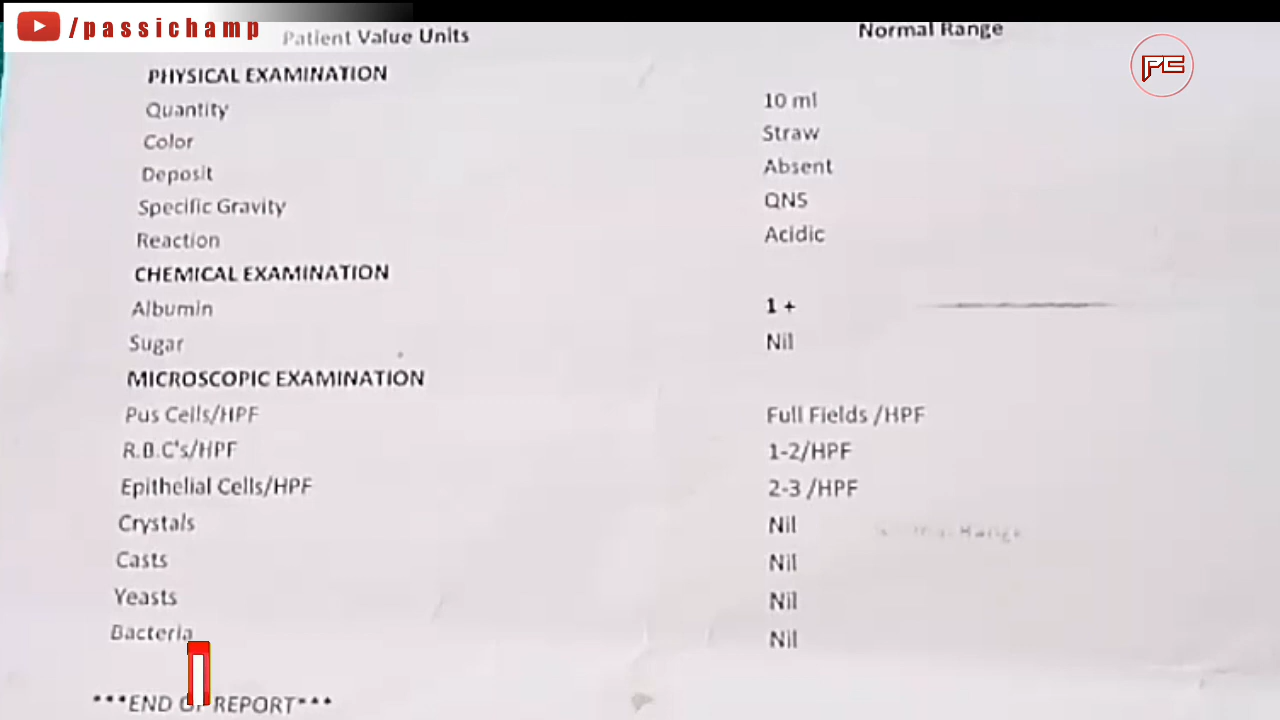 /passichamp
Patient Value Units Normal Range
PHYSICAL EXAMINATION
Quantity 10 ml
Color Straw
Deposit Absent
Specific Gravity QNS
Reaction Acidic
CHEMICAL EXAMINATION
Albumin 1 +
Sugar Nil
MICROSCOPIC EXAMINATION
Pus Cells/HPF Full Fields /HPF
R.B.C's/HPF 1-2/HPF
Epithelial Cells/HPF 2-3 /HPF
Crystals Nil
Casts Nil
Yeasts Nil
Bacteria Nil
***END OF REPORT***
PC